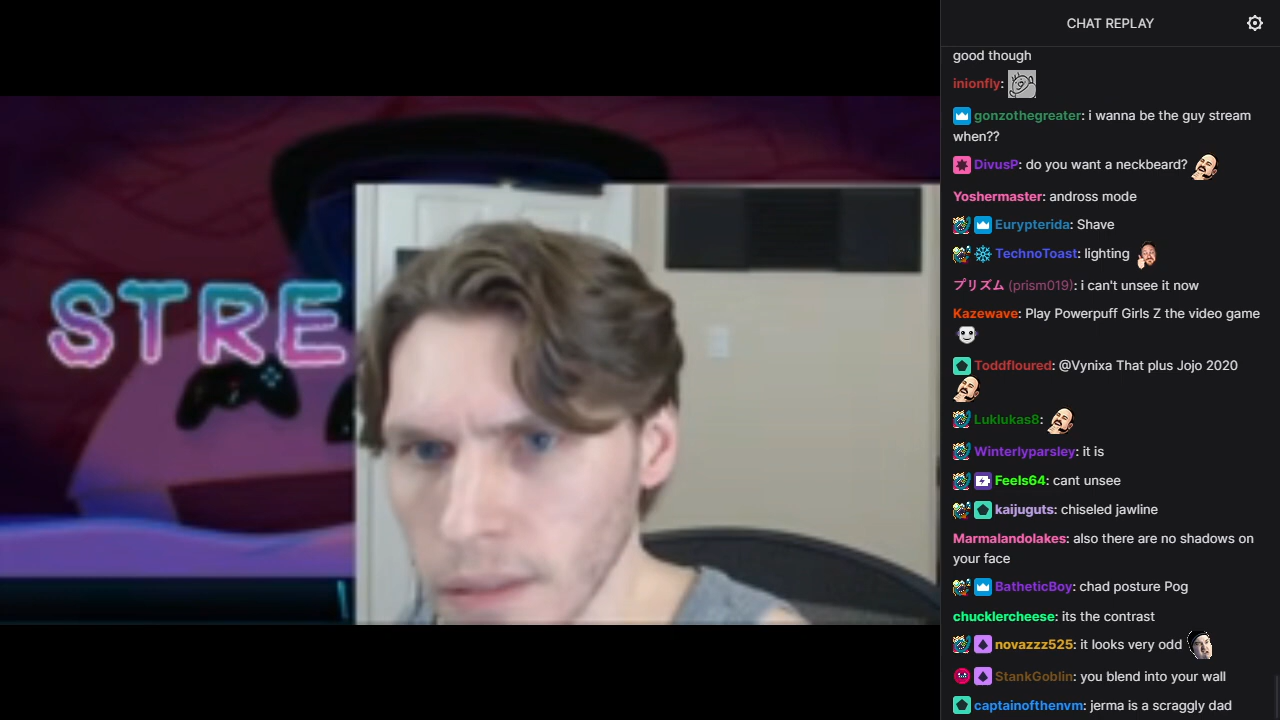 CHAT REPLAY
good though
inionfly:
gonzothegreater: i wanna be the guy stream
when??
DivusP: do you want a neckbeard?
Yoshermaster: andross mode
Eurypterida: Shave
TechnoToast: lighting
プリズム (prism019): i can't unsee it now
Kazewave: Play Powerpuff Girls Z the video game
Toddfloured: @Vynixa That plus Jojo 2020
Luklukas8:
Winterlyparsley: it is
Feels64: cant unsee
kaijuguts: chiseled jawline
Marmalandolakes: also there are no shadows on
your face
BatheticBoy: chad posture Pog
chucklercheese: its the contrast
novazzz525: it looks very odd
StankGoblin: you blend into your wall
captainofthenvm: jerma is a scraggly dad
STRE